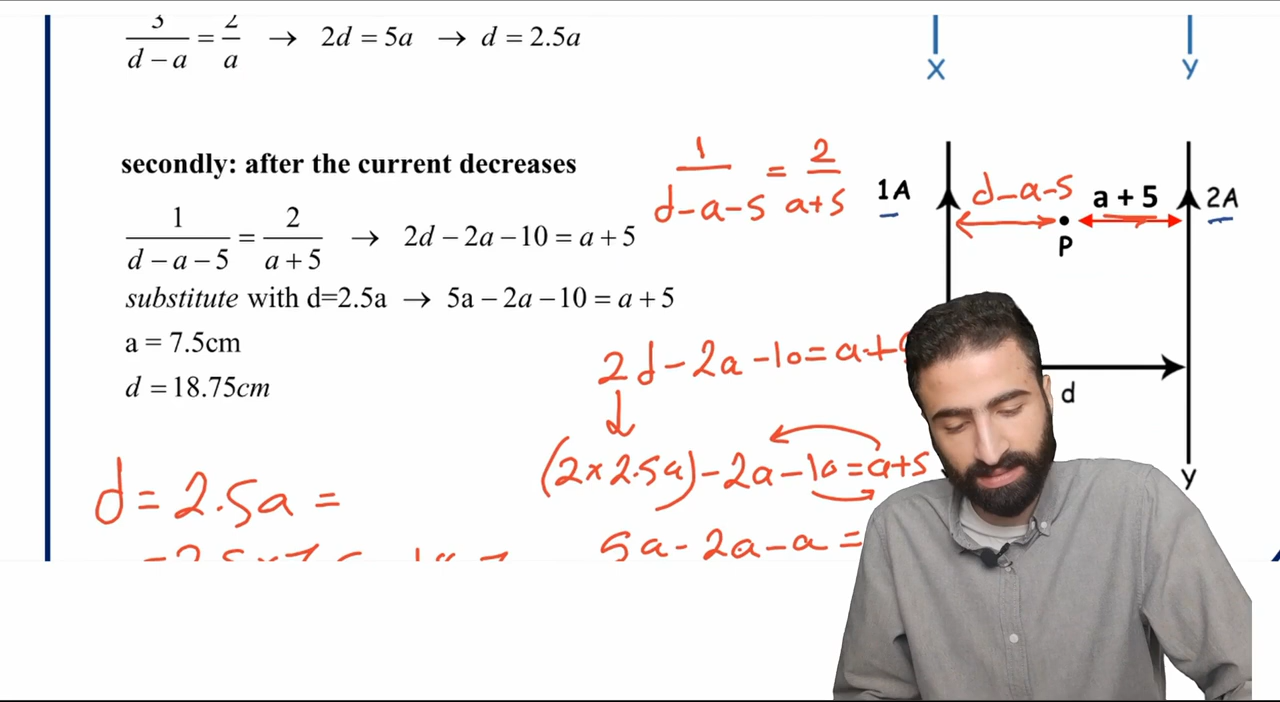 3/(d − a) = 2/a → 2d = 5a → d = 2.5a
X
y
secondly: after the current decreases
1/(d − a − 5) = 2/(a + 5) → 2d − 2a − 10 = a + 5
substitute with d=2.5a → 5a − 2a − 10 = a + 5
a = 7.5cm
d = 18.75cm
1/(d-a-5) = 2/(a+5)
1A
d-a-5
a + 5
2A
P
d
y
2d-2a-10=a+
d
(2×2.5a)-2a-10=a+5
5a-2a-a=
d=2.5a=